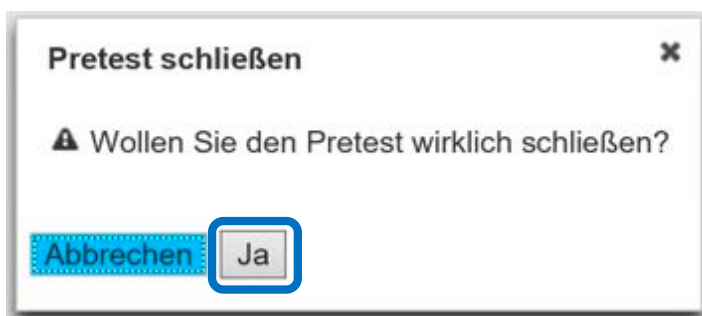 Pretest schließen
Wollen Sie den Pretest wirklich schließen?
Abbrechen Ja